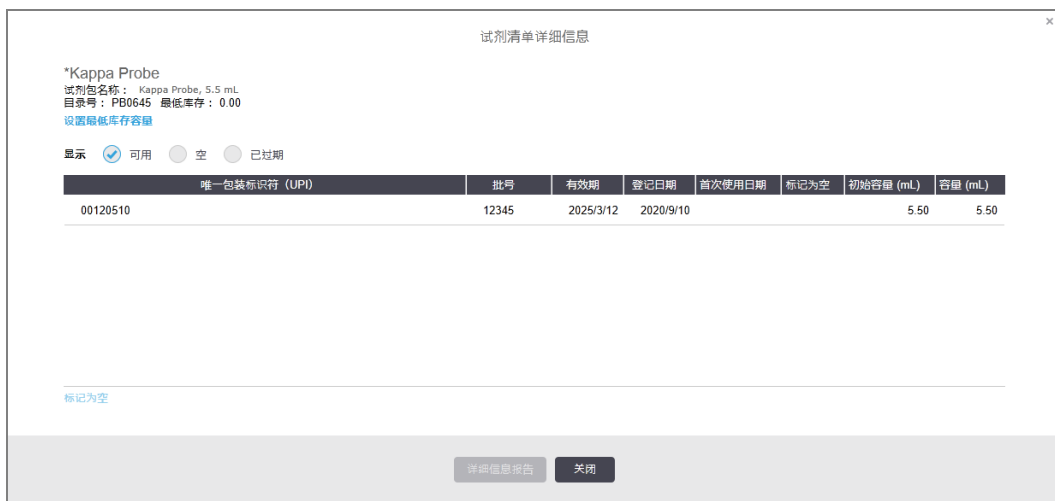 ×
试剂清单详细信息
*Kappa Probe
试剂包名称： Kappa Probe, 5.5 mL
目录号： PB0645 最低库存： 0.00
设置最低库存容量
显示 可用 空 已过期
唯一包装标识符（UPI） 批号 有效期 登记日期 首次使用日期 标记为空 初始容量 (mL) 容量 (mL)
00120510 12345 2025/3/12 2020/9/10 5.50 5.50
标记为空
详细信息报告 关闭